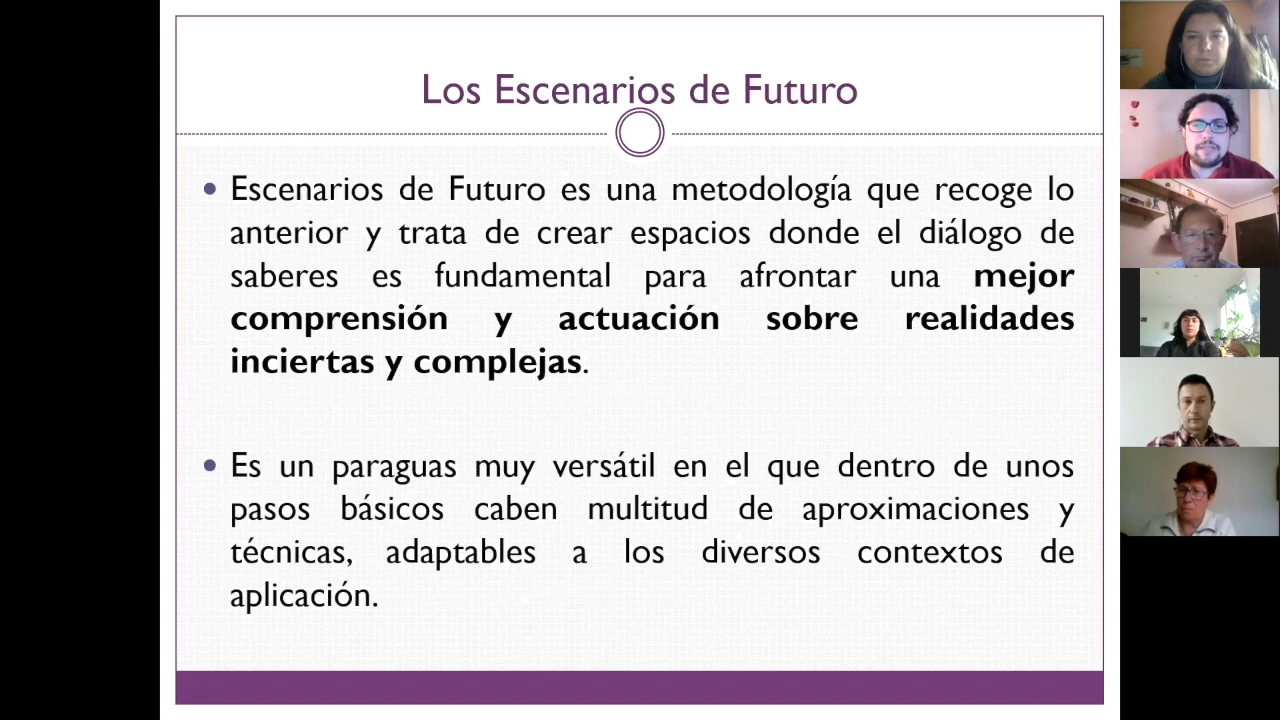 Los Escenarios de Futuro
• Escenarios de Futuro es una metodología que recoge lo
anterior y trata de crear espacios donde el diálogo de
saberes es fundamental para afrontar una mejor
comprensión y actuación sobre realidades
inciertas y complejas.
• Es un paraguas muy versátil en el que dentro de unos
pasos básicos caben multitud de aproximaciones y
técnicas, adaptables a los diversos contextos de
aplicación.